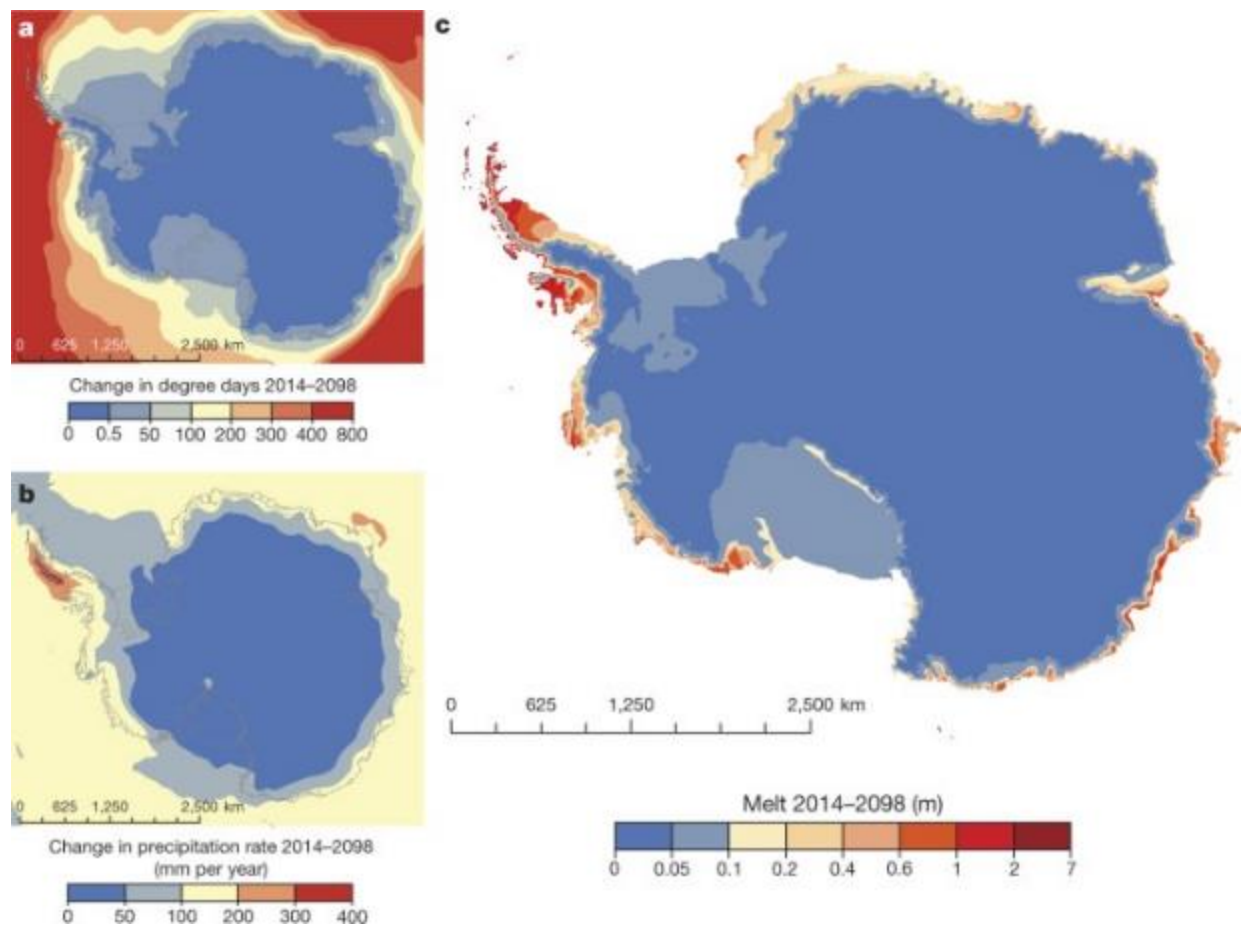 a
0 625 1,250 2,500 km
Change in degree days 2014–2098
0 0.5 50 100 200 300 400 800
b
0 625 1,250 2,500 km
Change in precipitation rate 2014–2098
(mm per year)
0 50 100 200 300 400
c
0 625 1,250 2,500 km
Melt 2014–2098 (m)
0 0.05 0.1 0.2 0.4 0.6 1 2 7